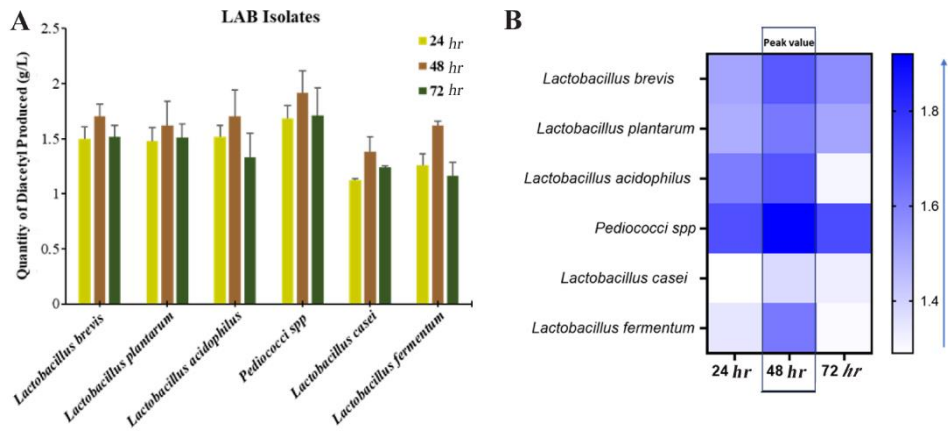 A
LAB Isolates
Quantity of Diacetyl Produced (g/L)
2.5
2
1.5
1
0.5
0
24 hr
48 hr
72 hr
Lactobacillus brevis
Lactobacillus plantarum
Lactobacillus acidophilus
Pediococci spp
Lactobacillus casei
Lactobacillus fermentum
B
Peak value
Lactobacillus brevis
Lactobacillus plantarum
Lactobacillus acidophilus
Pediococci spp
Lactobacillus casei
Lactobacillus fermentum
24 hr
48 hr
72 hr
1.8
1.6
1.4